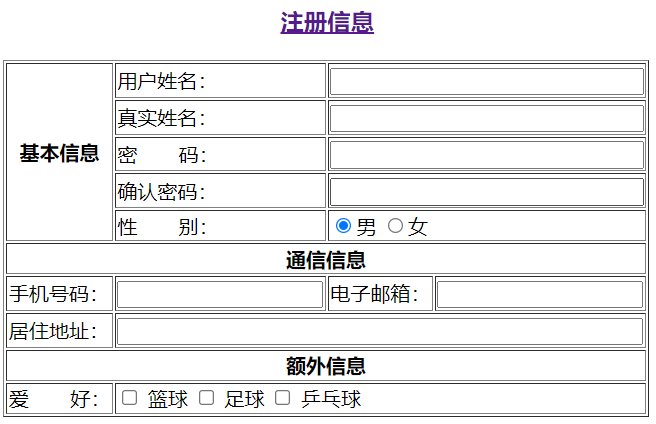 注册信息
用户姓名：
真实姓名：
基本信息
密　　码：
确认密码：
性　　别： 男 女
通信信息
手机号码： 电子邮箱：
居住地址：
额外信息
爱　　好： 篮球 足球 乒乓球